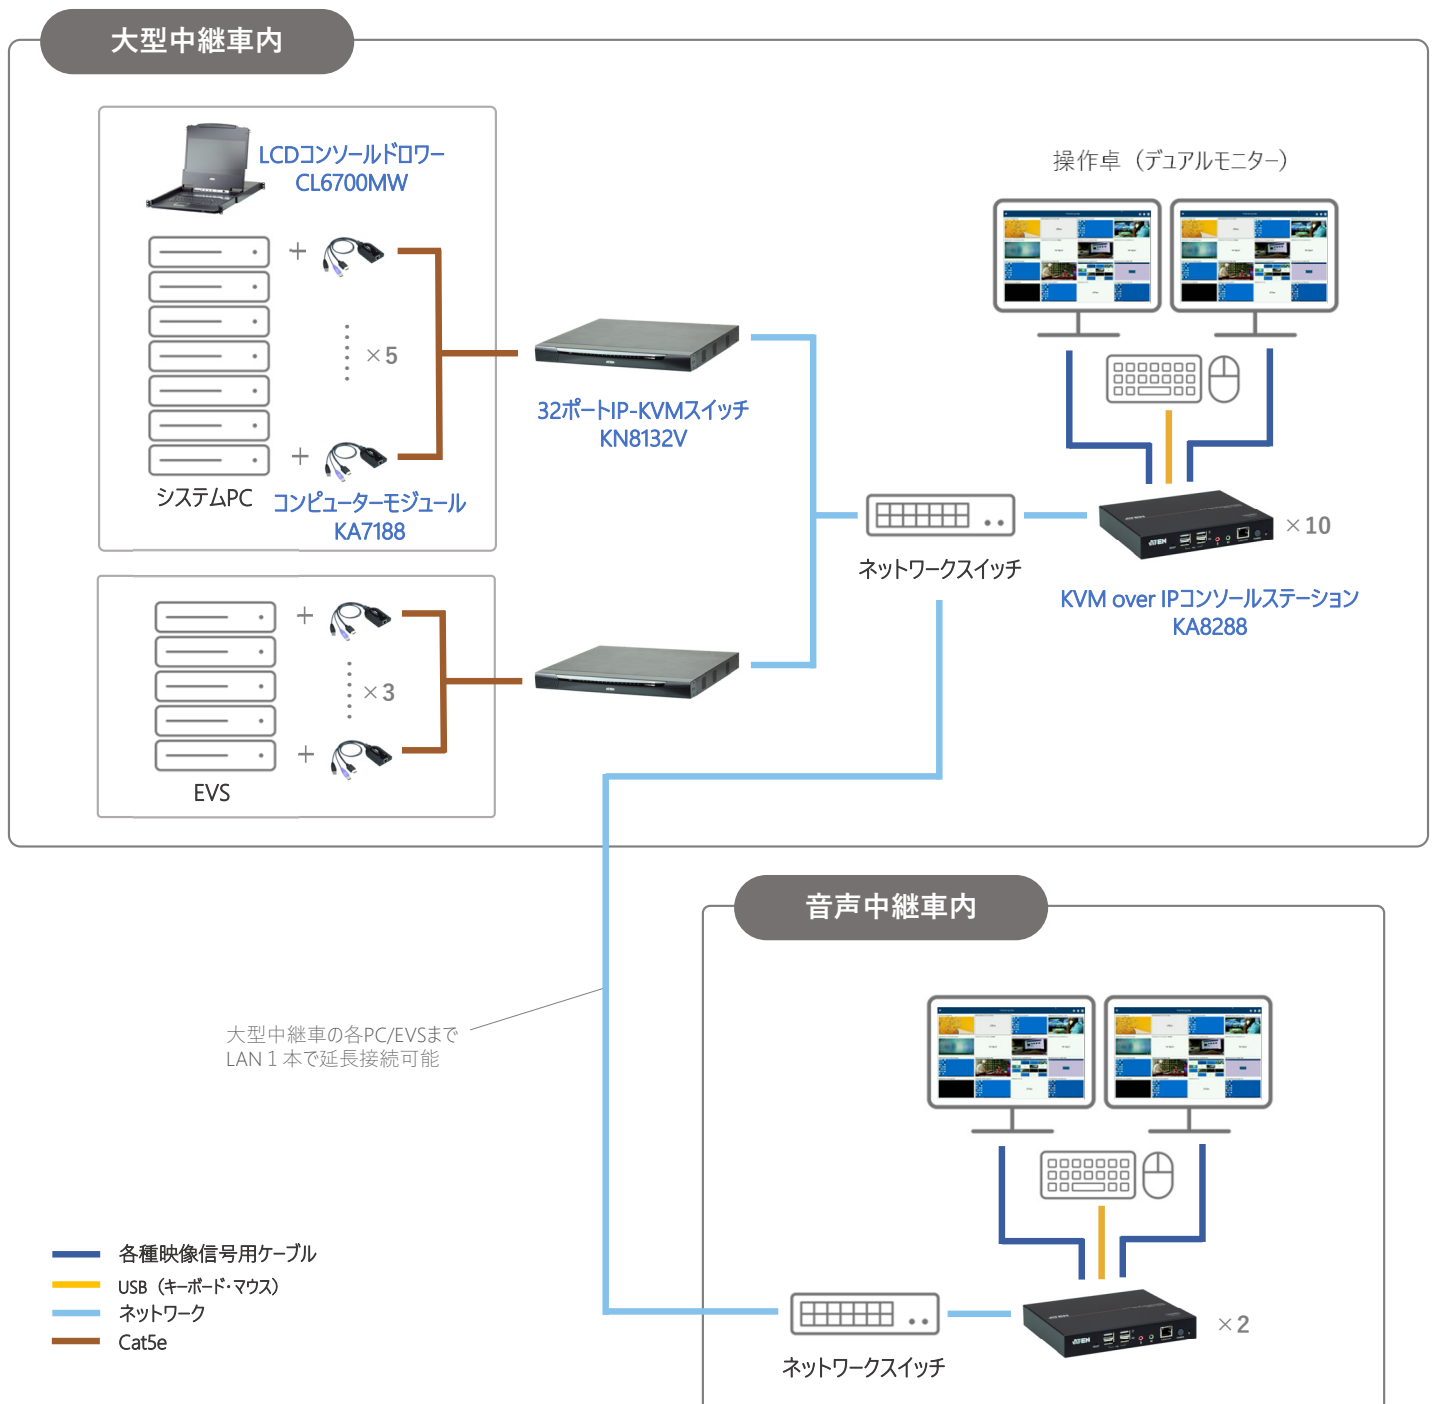 大型中継車内
LCDコンソールドロワー
CL6700MW
操作卓（デュアルモニター）
×5
32ポートIP-KVMスイッチ
KN8132V
システムPC
コンピューターモジュール
KA7188
ネットワークスイッチ
×10
KVM over IPコンソールステーション
KA8288
×3
EVS
音声中継車内
大型中継車の各PC/EVSまで
LAN１本で延長接続可能
各種映像信号用ケーブル
USB（キーボード・マウス）
ネットワーク
Cat5e
ネットワークスイッチ
×2
ATEN
ATEN